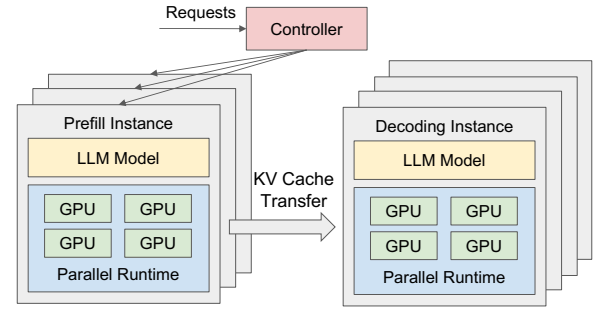 Requests
Controller
Prefill Instance
LLM Model
GPU GPU
GPU GPU
Parallel Runtime
KV Cache
Transfer
Decoding Instance
LLM Model
GPU GPU
GPU GPU
Parallel Runtime